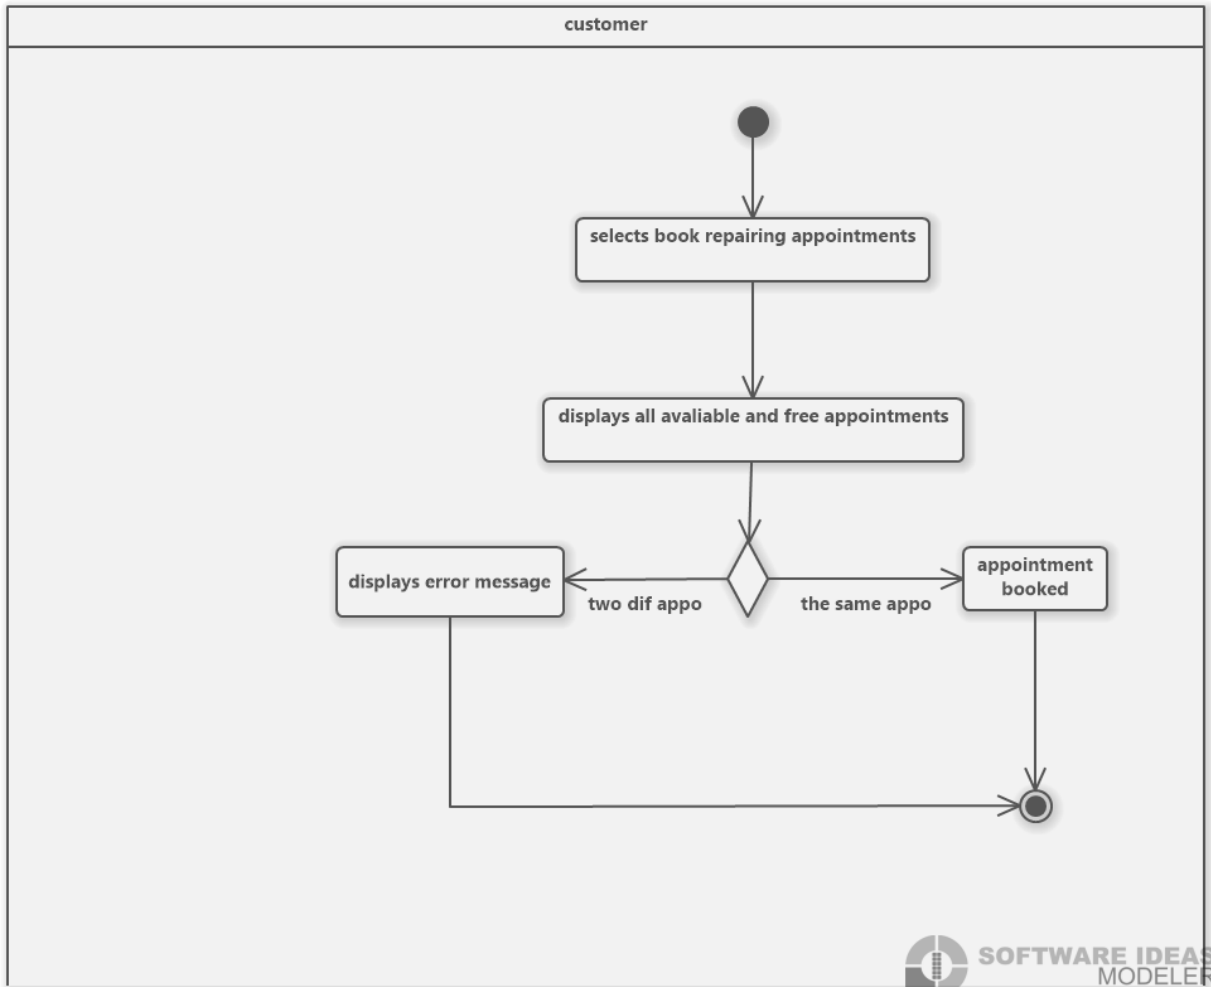 customer
selects book repairing appointments
displays all avaliable and free appointments
displays error message
two dif appo
the same appo
appointment
booked
SOFTWARE IDEAS
MODELER